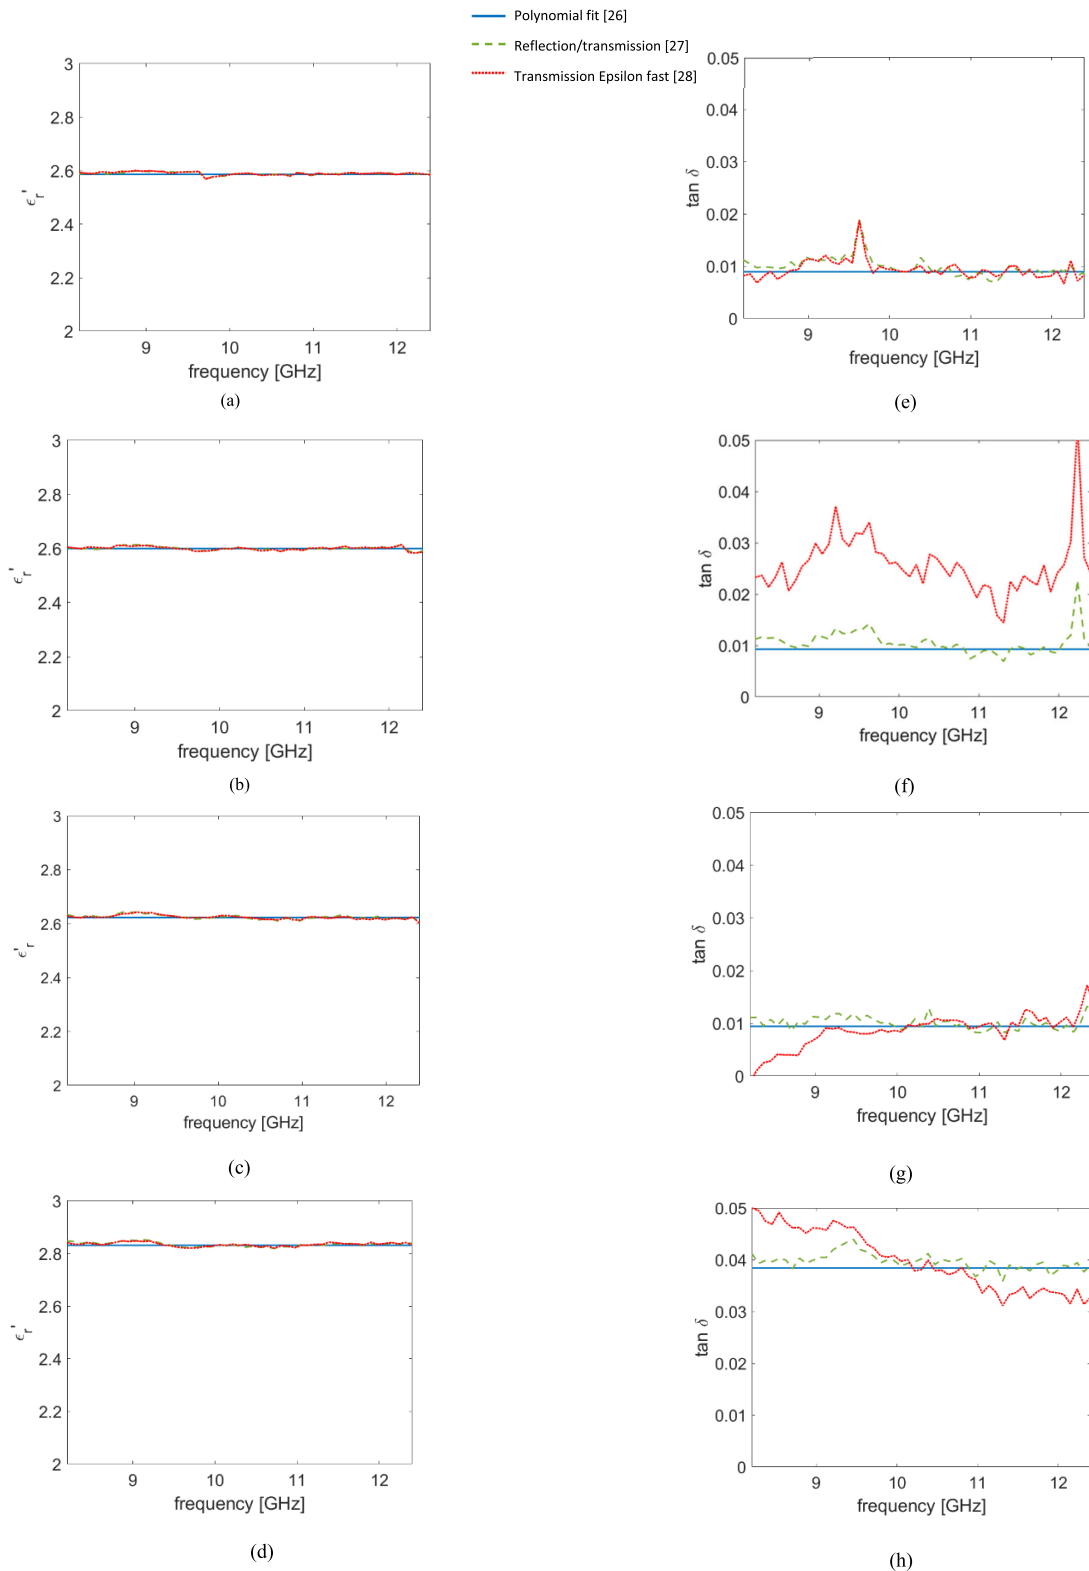 Polynomial fit [26]
Reflection/transmission [27]
Transmission Epsilon fast [28]
3
2.8
2.6
2.4
2.2
2
ϵr'
9 10 11 12
frequency [GHz]
(a)
0.05
0.04
0.03
0.02
0.01
0
tan δ
9 10 11 12
frequency [GHz]
(e)
3
2.8
2.6
2.4
2.2
2
ϵr'
9 10 11 12
frequency [GHz]
(b)
0.05
0.04
0.03
0.02
0.01
0
tan δ
9 10 11 12
frequency [GHz]
(f)
3
2.8
2.6
2.4
2.2
2
ϵr'
9 10 11 12
frequency [GHz]
(c)
0.05
0.04
0.03
0.02
0.01
0
tan δ
9 10 11 12
frequency [GHz]
(g)
3
2.8
2.6
2.4
2.2
2
ϵr'
9 10 11 12
frequency [GHz]
(d)
0.05
0.04
0.03
0.02
0.01
0
tan δ
9 10 11 12
frequency [GHz]
(h)